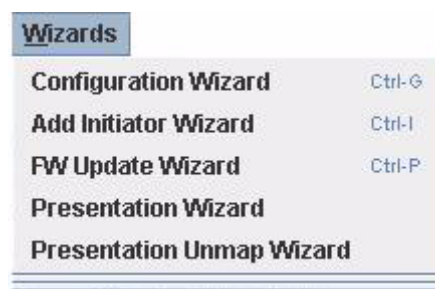 Wizards
Configuration Wizard Ctrl-G
Add Initiator Wizard Ctrl-I
FW Update Wizard Ctrl-P
Presentation Wizard
Presentation Unmap Wizard